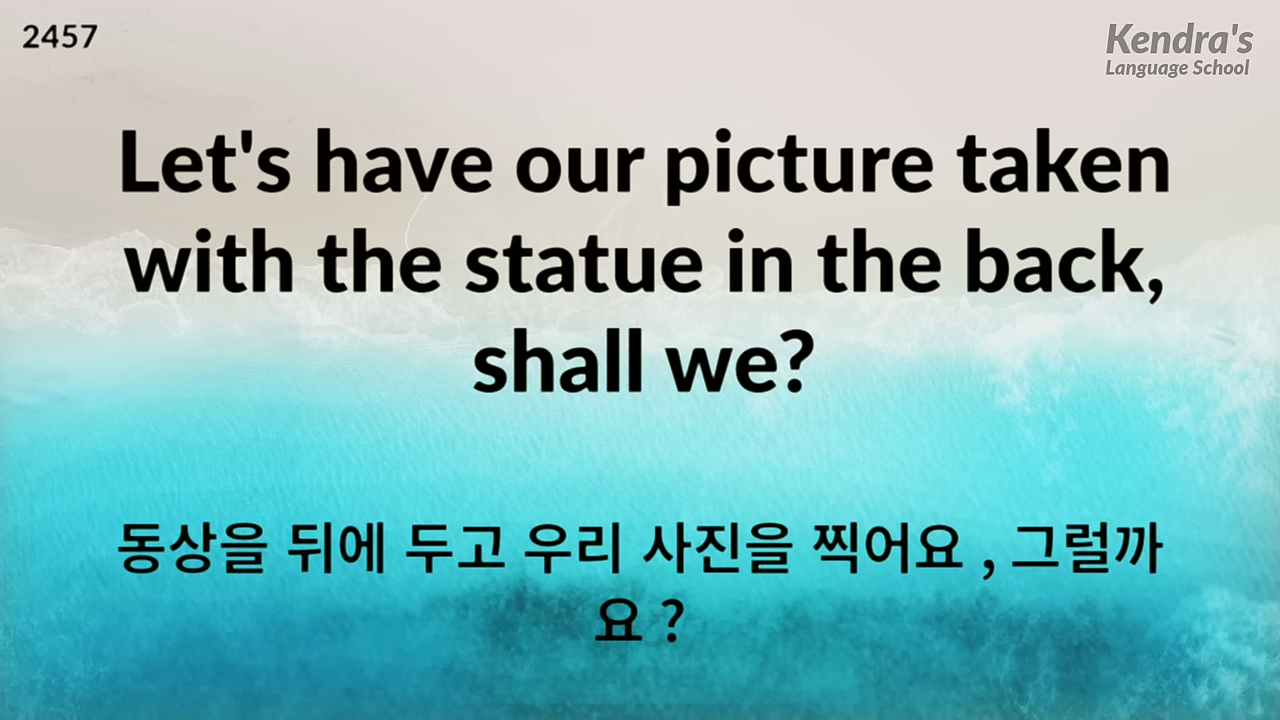 2457
Kendra's
Language School
Let's have our picture taken
with the statue in the back,
shall we?
동상을 뒤에 두고 우리 사진을 찍어요 , 그럴까
요 ?